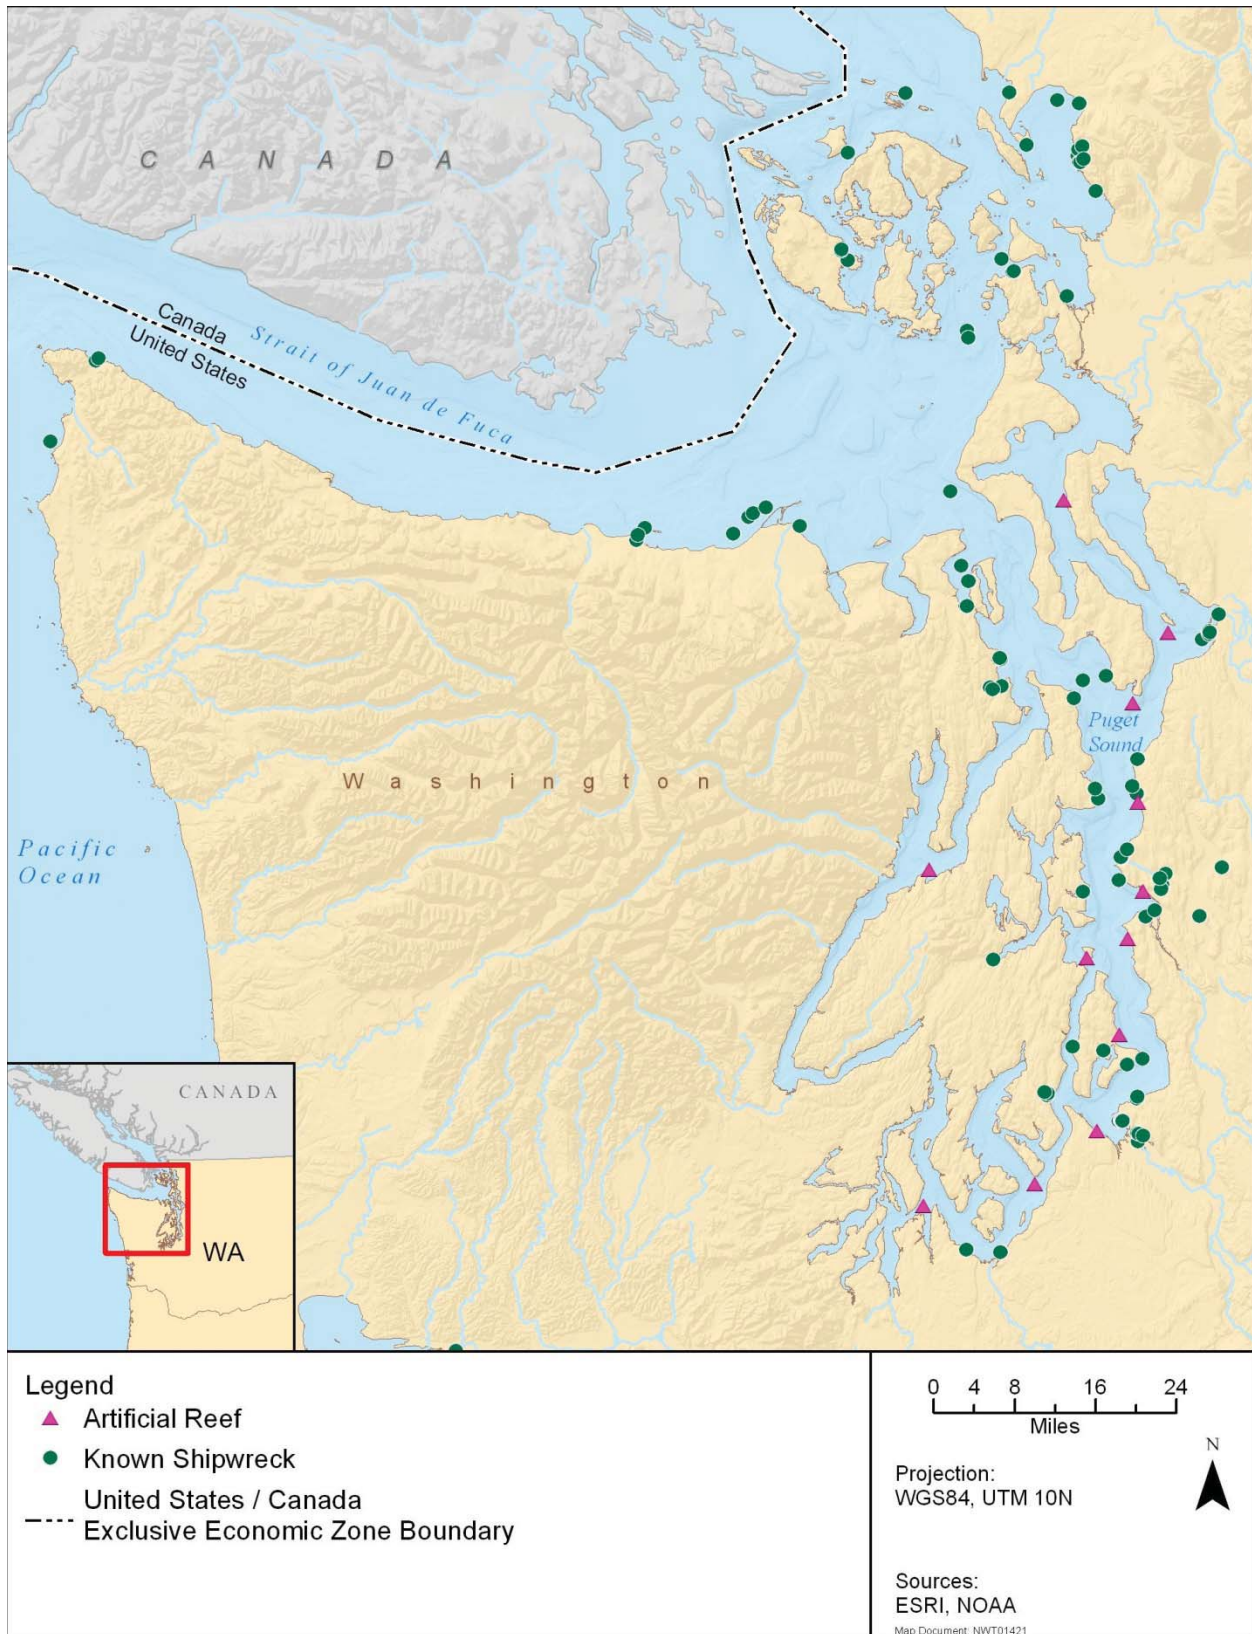 C A N A D A
Canada
United States
Strait of Juan de Fuca
Puget
Sound
Washington
Pacific
Ocean
CANADA
WA
Legend
Artificial Reef
Known Shipwreck
United States / Canada
Exclusive Economic Zone Boundary
0 4 8 16 24
Miles
N
Projection:
WGS84, UTM 10N
Sources:
ESRI, NOAA
Map Document: NWT01421